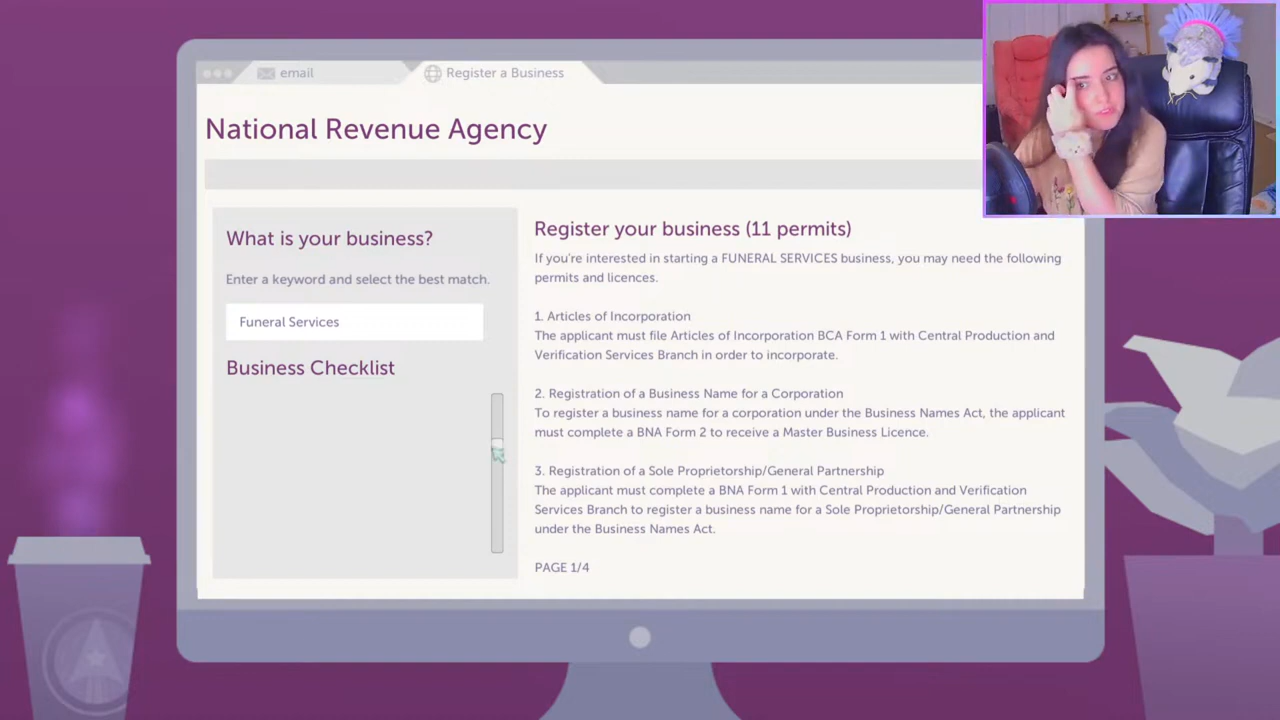 email
Register a Business
National Revenue Agency
What is your business?
Enter a keyword and select the best match.
Funeral Services
Business Checklist
Register your business (11 permits)
If you're interested in starting a FUNERAL SERVICES business, you may need the following
permits and licences.
1. Articles of Incorporation
The applicant must file Articles of Incorporation BCA Form 1 with Central Production and
Verification Services Branch in order to incorporate.
2. Registration of a Business Name for a Corporation
To register a business name for a corporation under the Business Names Act, the applicant
must complete a BNA Form 2 to receive a Master Business Licence.
3. Registration of a Sole Proprietorship/General Partnership
The applicant must complete a BNA Form 1 with Central Production and Verification
Services Branch to register a business name for a Sole Proprietorship/General Partnership
under the Business Names Act.
PAGE 1/4